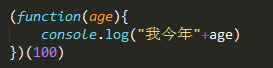 (function(age){
    console.log("我今年"+age)
})(100)